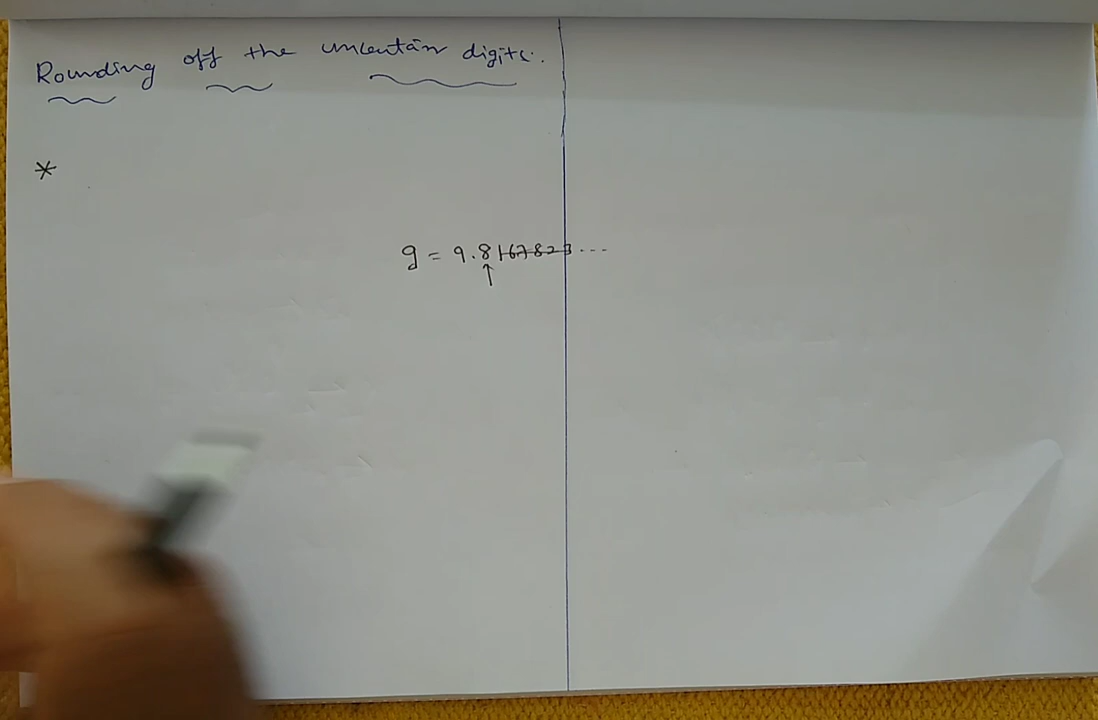 Rounding off the uncertain digits.
*
g = 9.8167823...
↑